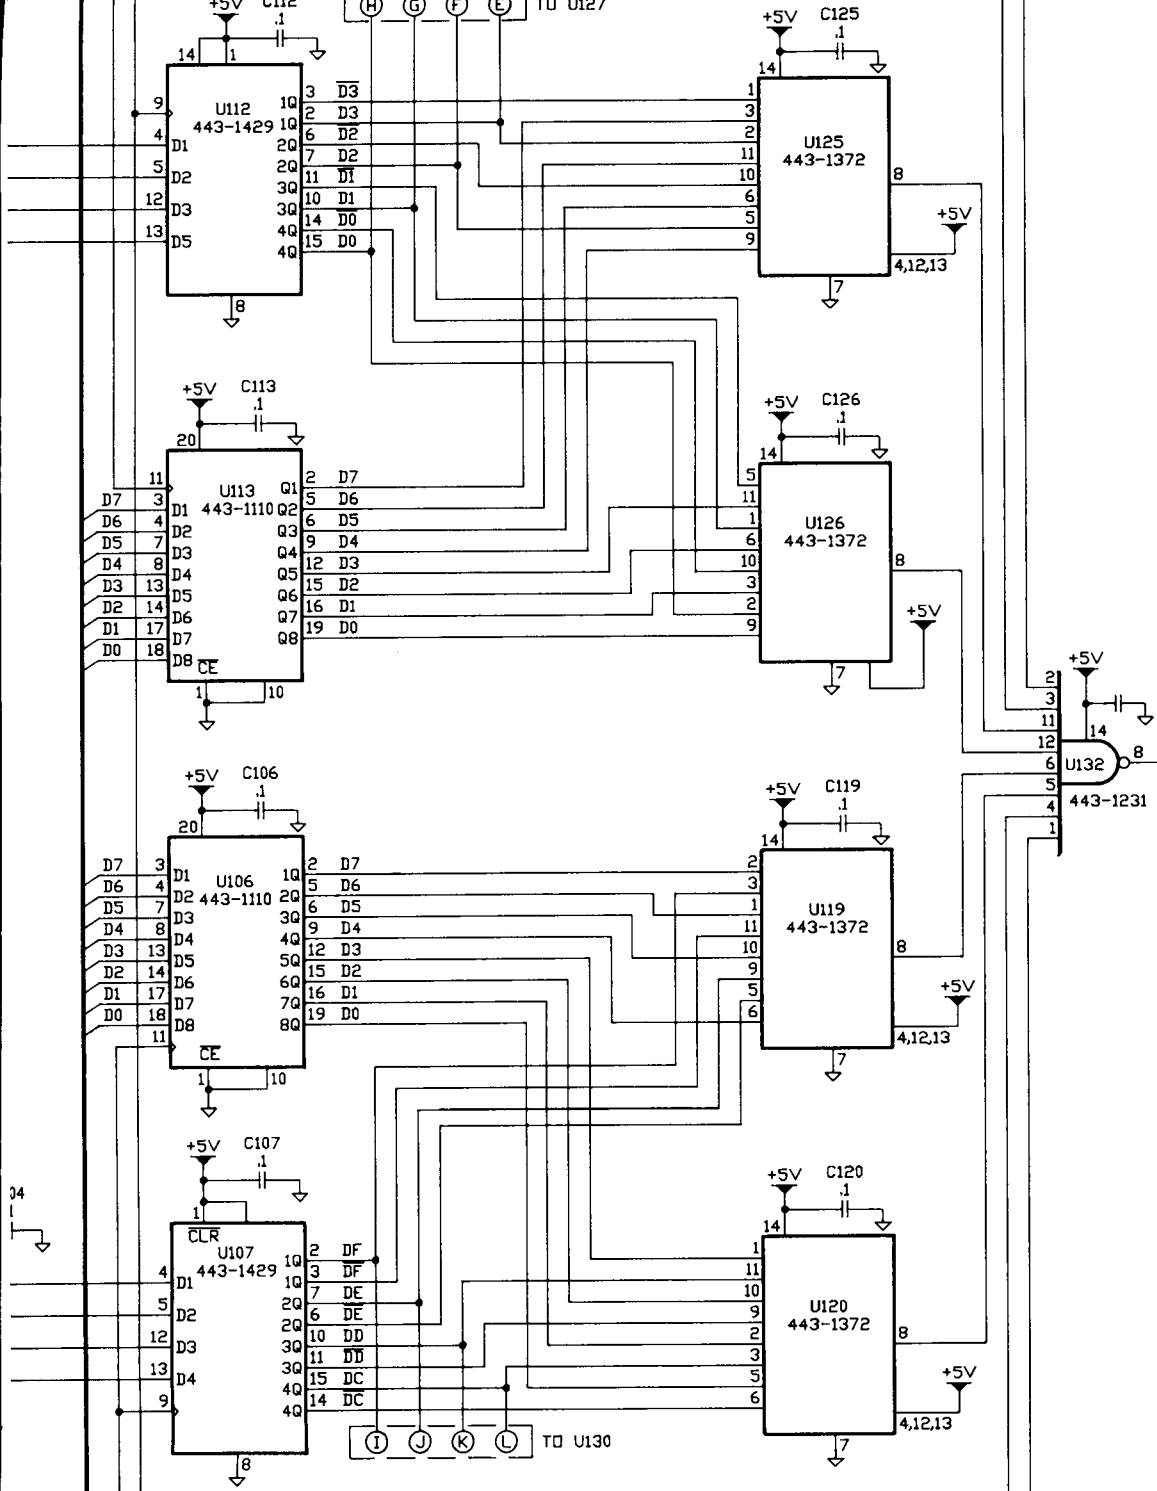 +5V C112 .1
H G F E TO U127
14 1
U112
443-1429
9
4 D1
5 D2
12 D3
13 D5
1Q 3 D3
1Q 2 D3
2Q 6 D2
2Q 7 D2
3Q 11 D1
3Q 10 D1
4Q 14 D0
4Q 15 D0
8
+5V C125 .1
14
U125
443-1372
1
3
2
11
10
6
5
9
8
+5V
4,12,13
7
+5V C113 .1
20
U113
443-1110
11
D7 3 D1
D6 4 D2
D5 7 D3
D4 8 D4
D3 13 D5
D2 14 D6
D1 17 D7
D0 18 D8
CE
1 10
Q1 2 D7
Q2 5 D6
Q3 6 D5
Q4 9 D4
Q5 12 D3
Q6 15 D2
Q7 16 D1
Q8 19 D0
+5V C126 .1
14
U126
443-1372
5
11
1
6
10
3
2
9
8
+5V
7
+5V
2
3
11
12
6
5
4
1
14
U132
8
443-1231
+5V C106 .1
20
U106
443-1110
D7 3 D1
D6 4 D2
D5 7 D3
D4 8 D4
D3 13 D5
D2 14 D6
D1 17 D7
D0 18 D8
11
CE
1 10
1Q 2 D7
2Q 5 D6
3Q 6 D5
4Q 9 D4
5Q 12 D3
6Q 15 D2
7Q 16 D1
8Q 19 D0
+5V C119 .1
14
U119
443-1372
2
3
1
11
10
9
5
6
8
+5V
4,12,13
7
04
+5V C107 .1
1
CLR
U107
443-1429
4 D1
5 D2
12 D3
13 D4
9
1Q 2 DF
1Q 3 DF
2Q 7 DE
2Q 6 DE
3Q 10 DD
3Q 11 DD
4Q 15 DC
4Q 14 DC
8
I J K L TO U130
+5V C120 .1
14
U120
443-1372
1
11
10
9
2
3
5
6
8
+5V
4,12,13
7